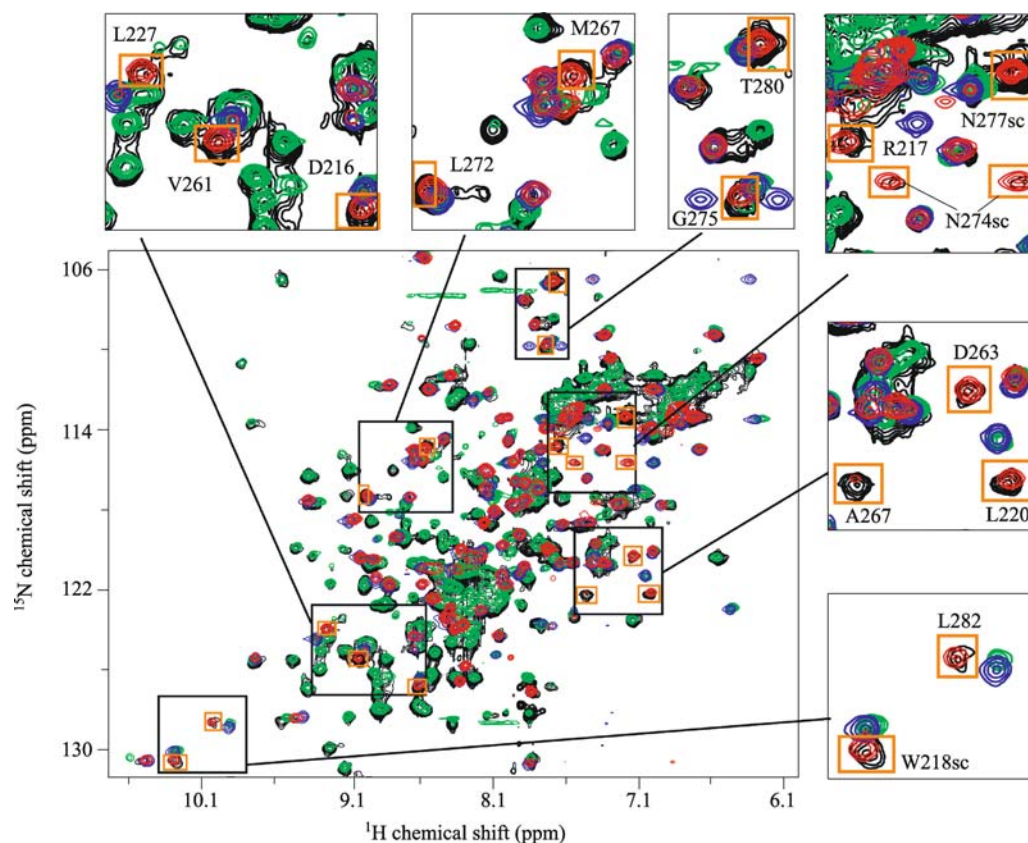 L227
V261
D216
M267
L272
T280
G275
N277sc
R217
N274sc
D263
A267
L220
L282
W218sc
106
114
122
130
¹⁵N chemical shift (ppm)
10.1 9.1 8.1 7.1 6.1
¹H chemical shift (ppm)